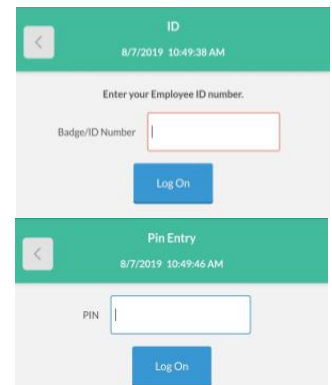 ID
8/7/2019 10:49:38 AM
Enter your Employee ID number.
Badge/ID Number
Log On
Pin Entry
8/7/2019 10:49:46 AM
PIN
Log On